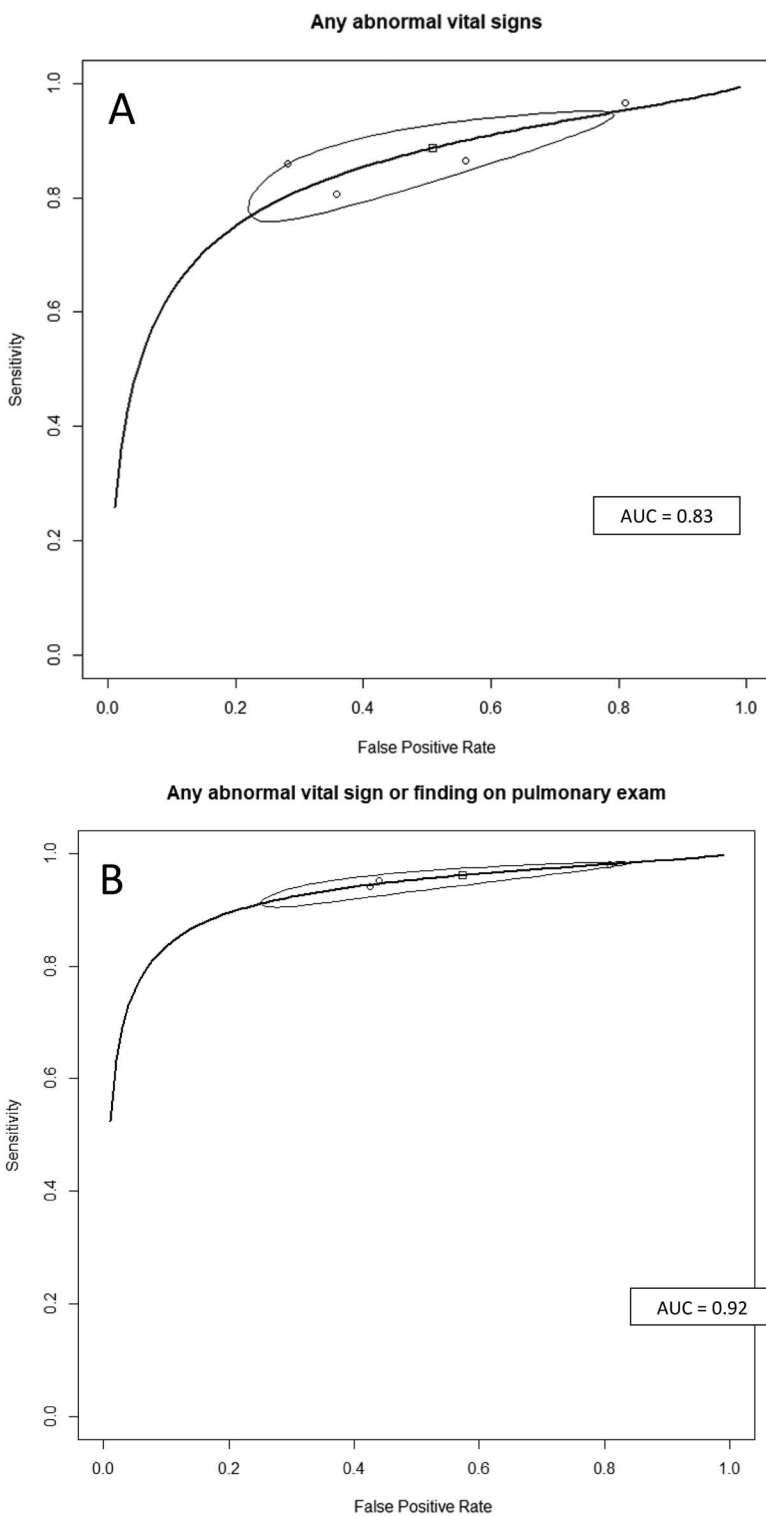 Any abnormal vital signs
A
1.0
0.8
0.6
0.4
0.2
0.0
Sensitivity
AUC = 0.83
0.0 0.2 0.4 0.6 0.8 1.0
False Positive Rate
Any abnormal vital sign or finding on pulmonary exam
B
1.0
0.8
0.6
0.4
0.2
0.0
Sensitivity
AUC = 0.92
0.0 0.2 0.4 0.6 0.8 1.0
False Positive Rate